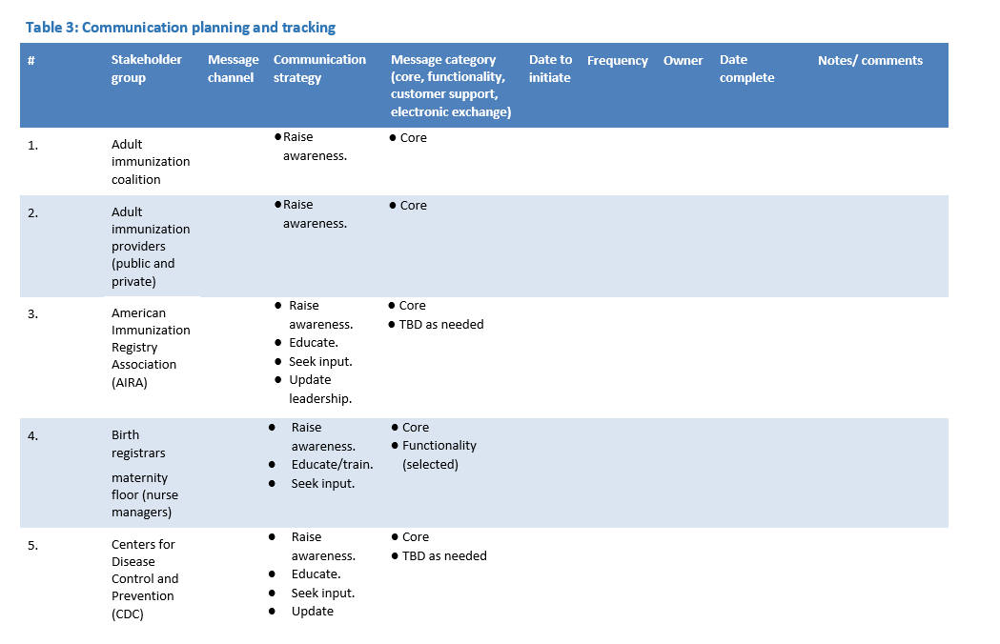 Table 3: Communication planning and tracking
# Stakeholder group Message channel Communication strategy Message category (core, functionality, customer support, electronic exchange) Date to initiate Frequency Owner Date complete Notes/ comments
1.
Adult
immunization
coalition
● Raise
awareness.
● Core
2.
Adult
immunization
providers
(public and
private)
● Raise
awareness.
● Core
3.
American
Immunization
Registry
Association
(AIRA)
● Raise
awareness.
● Educate.
● Seek input.
● Update
leadership.
● Core
● TBD as needed
4.
Birth
registrars
maternity
floor (nurse
managers)
● Raise
awareness.
● Educate/train.
● Seek input.
● Core
● Functionality
(selected)
5.
Centers for
Disease
Control and
Prevention
(CDC)
● Raise
awareness.
● Educate.
● Seek input.
● Update
● Core
● TBD as needed